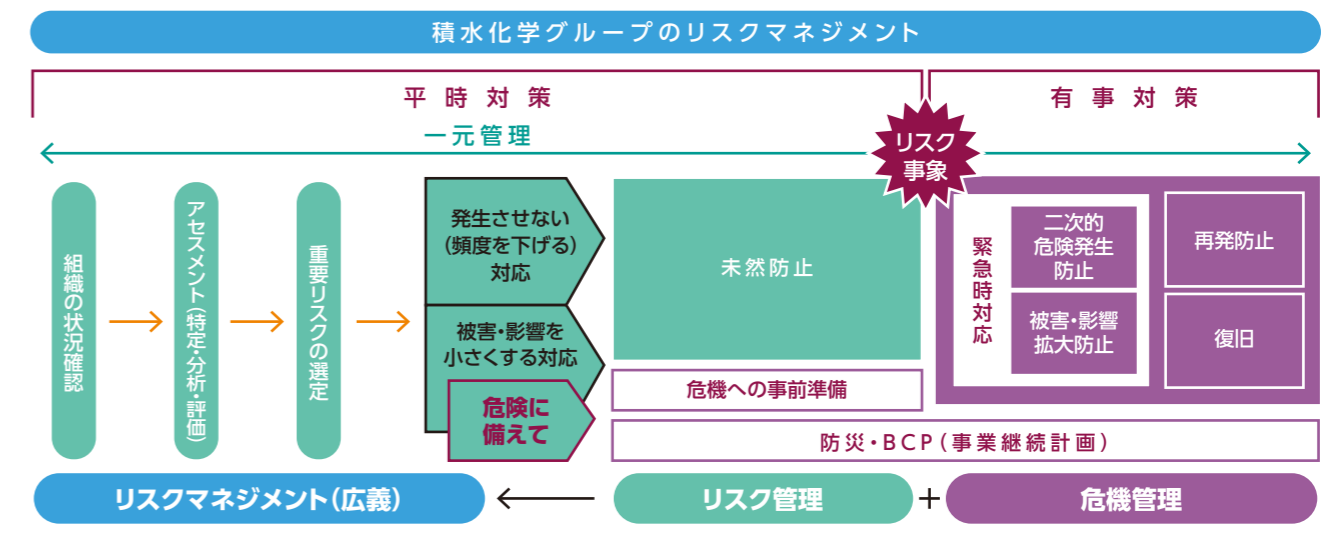 積水化学グループのリスクマネジメント
平時対策
有事対策
一元管理
リスク
事象
組織の状況確認
アセスメント(特定・分析・評価)
重要リスクの選定
発生させない
(頻度を下げる)
対応
被害・影響を
小さくする対応
危険に
備えて
未然防止
危機への事前準備
緊急時対応
二次的
危険発生
防止
被害・影響
拡大防止
再発防止
復旧
防災・BCP(事業継続計画)
リスクマネジメント(広義)
リスク管理
+
危機管理